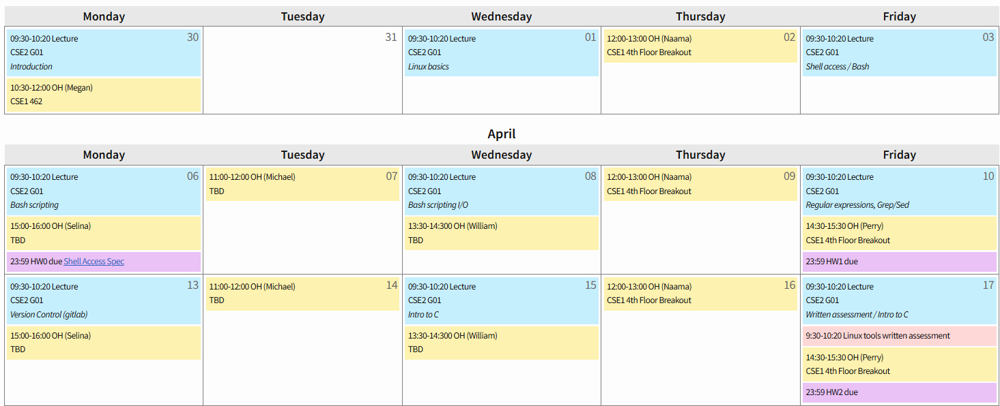 Monday Tuesday Wednesday Thursday Friday
30
09:30-10:20 Lecture
CSE2 G01
Introduction
10:30-12:00 OH (Megan)
CSE1 462
31
01
09:30-10:20 Lecture
CSE2 G01
Linux basics
02
12:00-13:00 OH (Naama)
CSE1 4th Floor Breakout
03
09:30-10:20 Lecture
CSE2 G01
Shell access / Bash
April
Monday Tuesday Wednesday Thursday Friday
06
09:30-10:20 Lecture
CSE2 G01
Bash scripting
15:00-16:00 OH (Selina)
TBD
23:59 HW0 due Shell Access Spec
07
11:00-12:00 OH (Michael)
TBD
08
09:30-10:20 Lecture
CSE2 G01
Bash scripting I/O
13:30-14:300 OH (William)
TBD
09
12:00-13:00 OH (Naama)
CSE1 4th Floor Breakout
10
09:30-10:20 Lecture
CSE2 G01
Regular expressions, Grep/Sed
14:30-15:30 OH (Perry)
CSE1 4th Floor Breakout
23:59 HW1 due
13
09:30-10:20 Lecture
CSE2 G01
Version Control (gitlab)
15:00-16:00 OH (Selina)
TBD
14
11:00-12:00 OH (Michael)
TBD
15
09:30-10:20 Lecture
CSE2 G01
Intro to C
13:30-14:300 OH (William)
TBD
16
12:00-13:00 OH (Naama)
CSE1 4th Floor Breakout
17
09:30-10:20 Lecture
CSE2 G01
Written assessment / Intro to C
9:30-10:20 Linux tools written assessment
14:30-15:30 OH (Perry)
CSE1 4th Floor Breakout
23:59 HW2 due